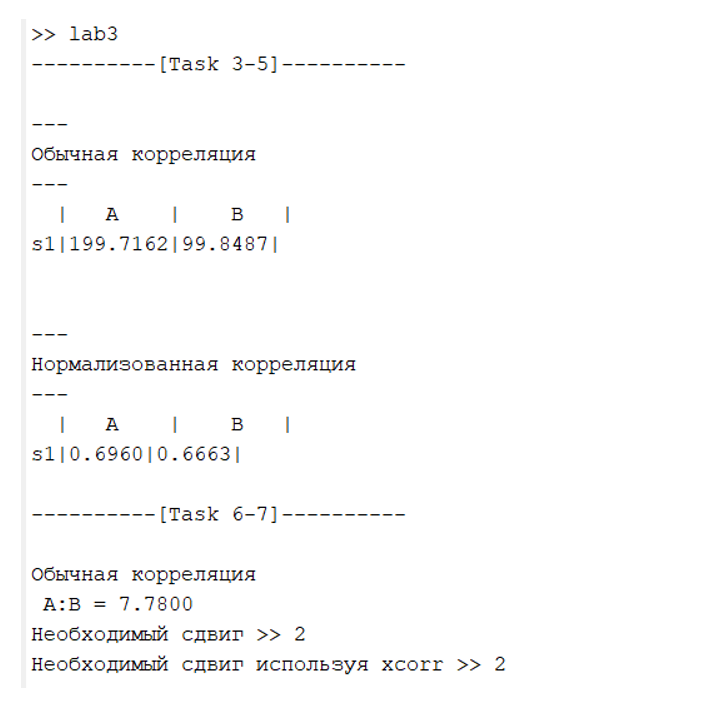 >> lab3
----------[Task 3-5]----------
---
Обычная корреляция
---
  |   A    |    B   |
s1|199.7162|99.8487|
---
Нормализованная корреляция
---
  |   A    |    B   |
s1|0.6960|0.6663|
----------[Task 6-7]----------
Обычная корреляция
 A:B = 7.7800
Необходимый сдвиг >> 2
Необходимый сдвиг используя xcorr >> 2